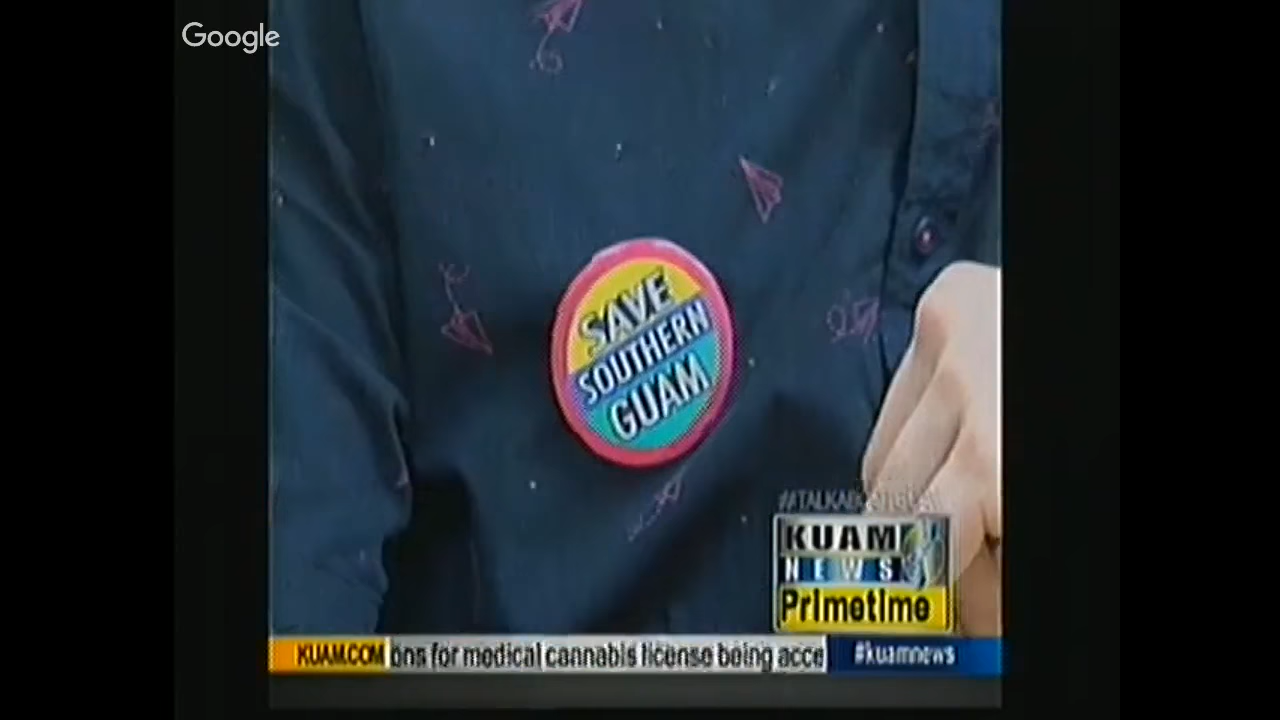 Google
SAVE
SOUTHERN
GUAM
KUAM
NEWS
Primetime
KUAM.COM ons for medical cannabis license being acce #kuamnews